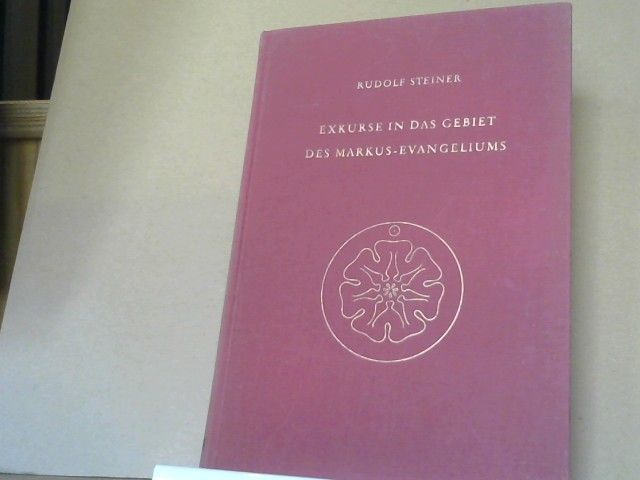 RUDOLF STEINER
EXKURSE IN DAS GEBIET
DES MARKUS-EVANGELIUMS